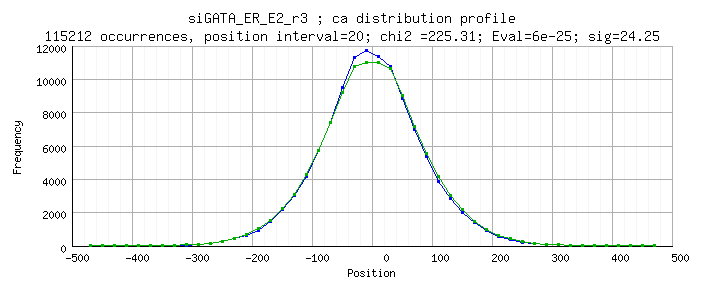 siGATA_ER_E2_r3 ; ca distribution profile
115212 occurrences, position interval=20; chi2 =225.31; Eval=6e-25; sig=24.25
12000
10000
8000
6000
4000
2000
0
Frequency
-500 -400 -300 -200 -100 0 100 200 300 400 500
Position